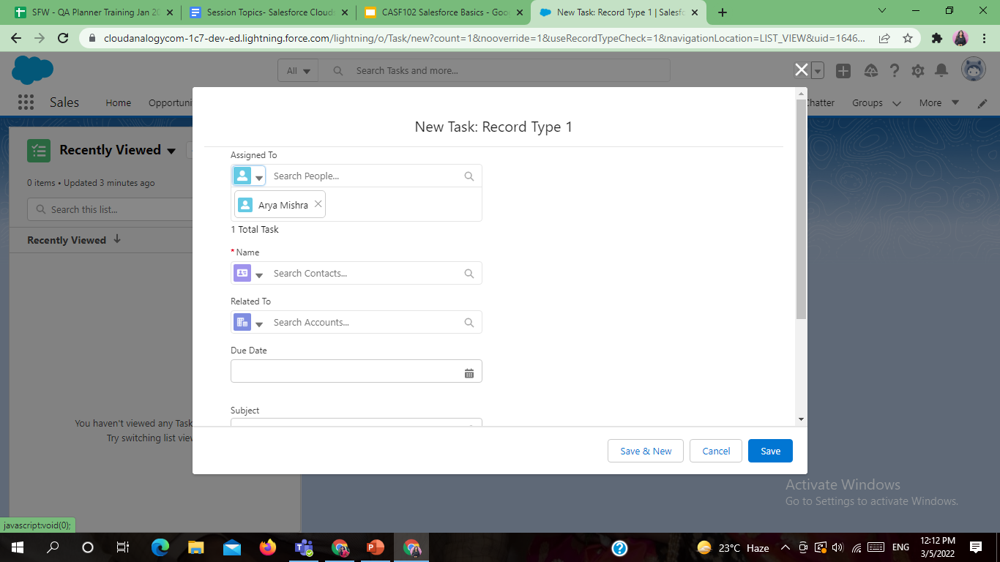 SFW - QA Planner Training Jan 20
Session Topics- Salesforce Clouds
CASF102 Salesforce Basics - Goo
New Task: Record Type 1 | Salesfo
cloudanalogycom-1c7-dev-ed.lightning.force.com/lightning/o/Task/new?count=1&nooverride=1&useRecordTypeCheck=1&navigationLocation=LIST_VIEW&uid=1646...
All
Search Tasks and more...
Sales
Home
Opportuni
Chatter
Groups
More
New Task: Record Type 1
Recently Viewed
0 items • Updated 3 minutes ago
Search this list...
Recently Viewed
You haven't viewed any Task
Try switching list view
Assigned To
Search People...
Arya Mishra
1 Total Task
* Name
Search Contacts...
Related To
Search Accounts...
Due Date
Subject
Save & New
Cancel
Save
Activate Windows
Go to Settings to activate Windows.
javascript:void(0);
23°C Haze
ENG
12:12 PM
3/5/2022